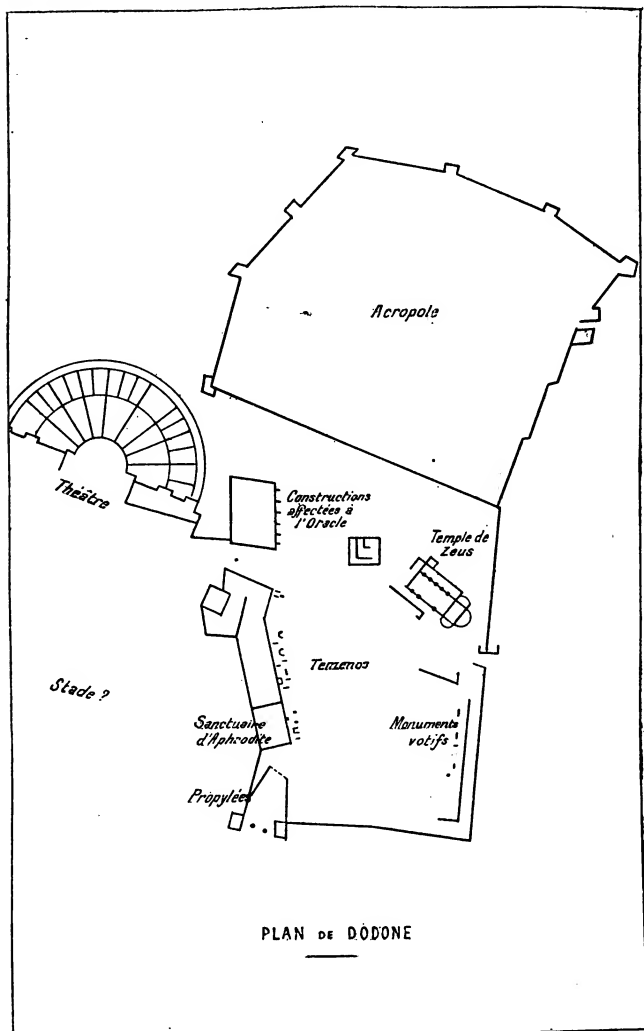 Acropole
Théâtre
Constructions
affectées à
l'Oracle
Temple de
Zeus
Temenos
Stade ?
Sanctuaire
d'Aphrodite
Monuments
votifs
Propylées
PLAN DE DODONE